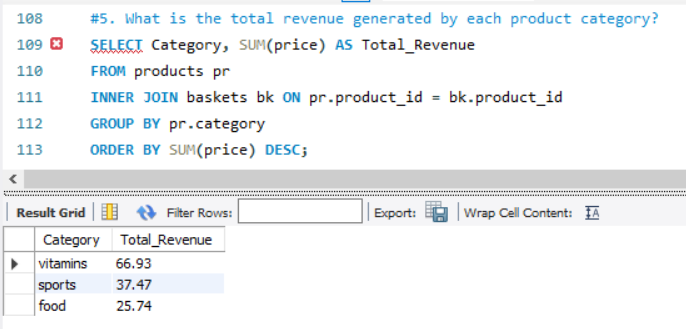 108 #5. What is the total revenue generated by each product category?
109 SELECT Category, SUM(price) AS Total_Revenue
110 FROM products pr
111 INNER JOIN baskets bk ON pr.product_id = bk.product_id
112 GROUP BY pr.category
113 ORDER BY SUM(price) DESC;
Result Grid Filter Rows: Export: Wrap Cell Content:
Category Total_Revenue
vitamins 66.93
sports 37.47
food 25.74